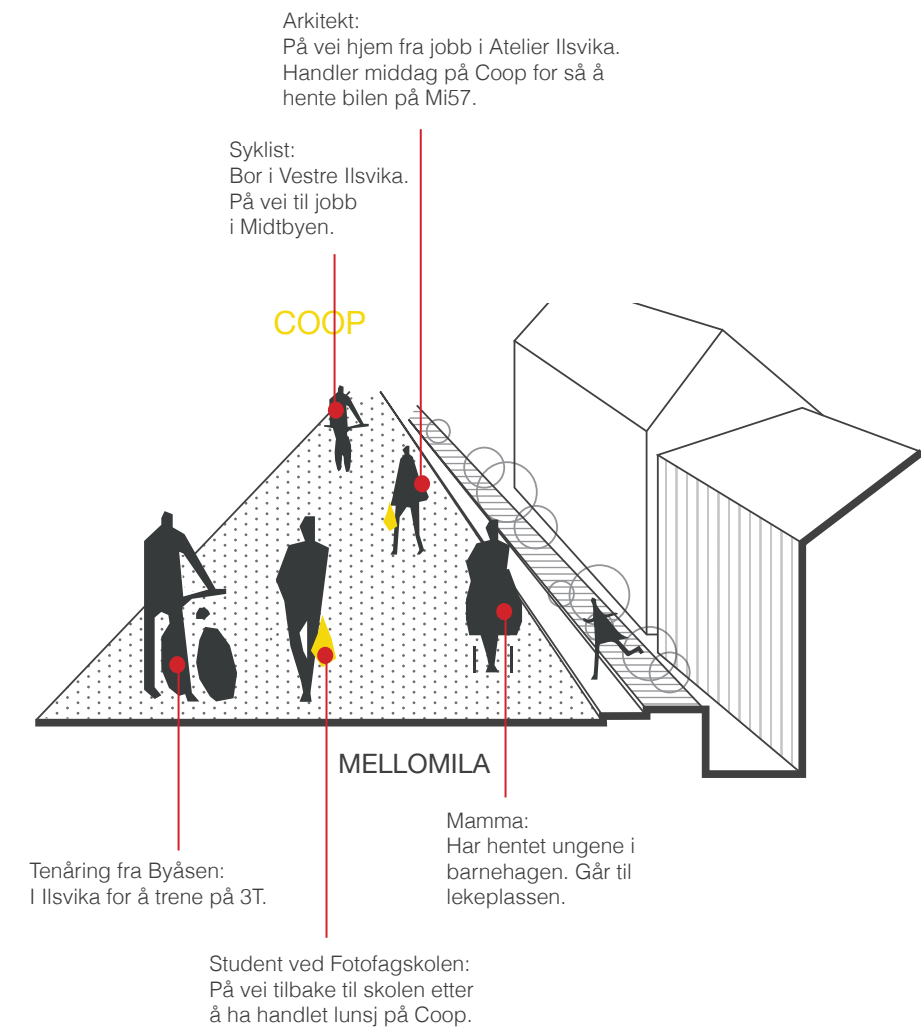 Arkitekt:
På vei hjem fra jobb i Atelier Ilsvika.
Handler middag på Coop for så å
hente bilen på Mi57.
Syklist:
Bor i Vestre Ilsvika.
På vei til jobb
i Midtbyen.
COOP
MELLOMILA
Mamma:
Har hentet ungene i
barnehagen. Går til
lekeplassen.
Tenåring fra Byåsen:
I Ilsvika for å trene på 3T.
Student ved Fotofagskolen:
På vei tilbake til skolen etter
å ha handlet lunsj på Coop.